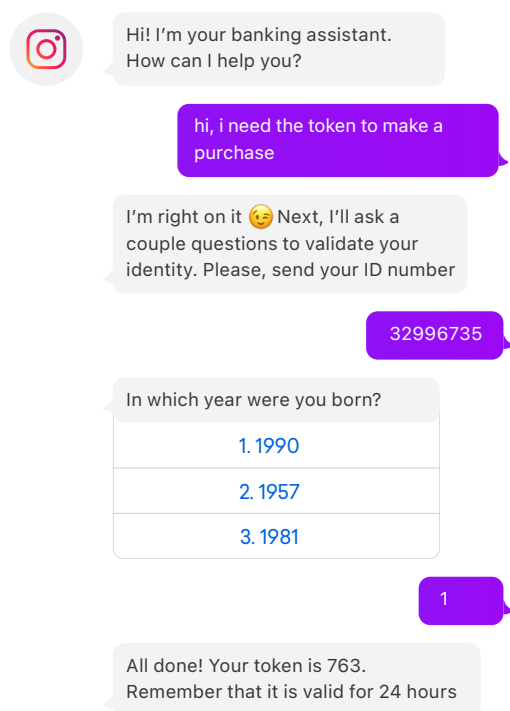 Hi! I'm your banking assistant.
How can I help you?
hi, i need the token to make a
purchase
I'm right on it 😉 Next, I'll ask a
couple questions to validate your
identity. Please, send your ID number
32996735
In which year were you born?
1. 1990
2. 1957
3. 1981
1
All done! Your token is 763.
Remember that it is valid for 24 hours